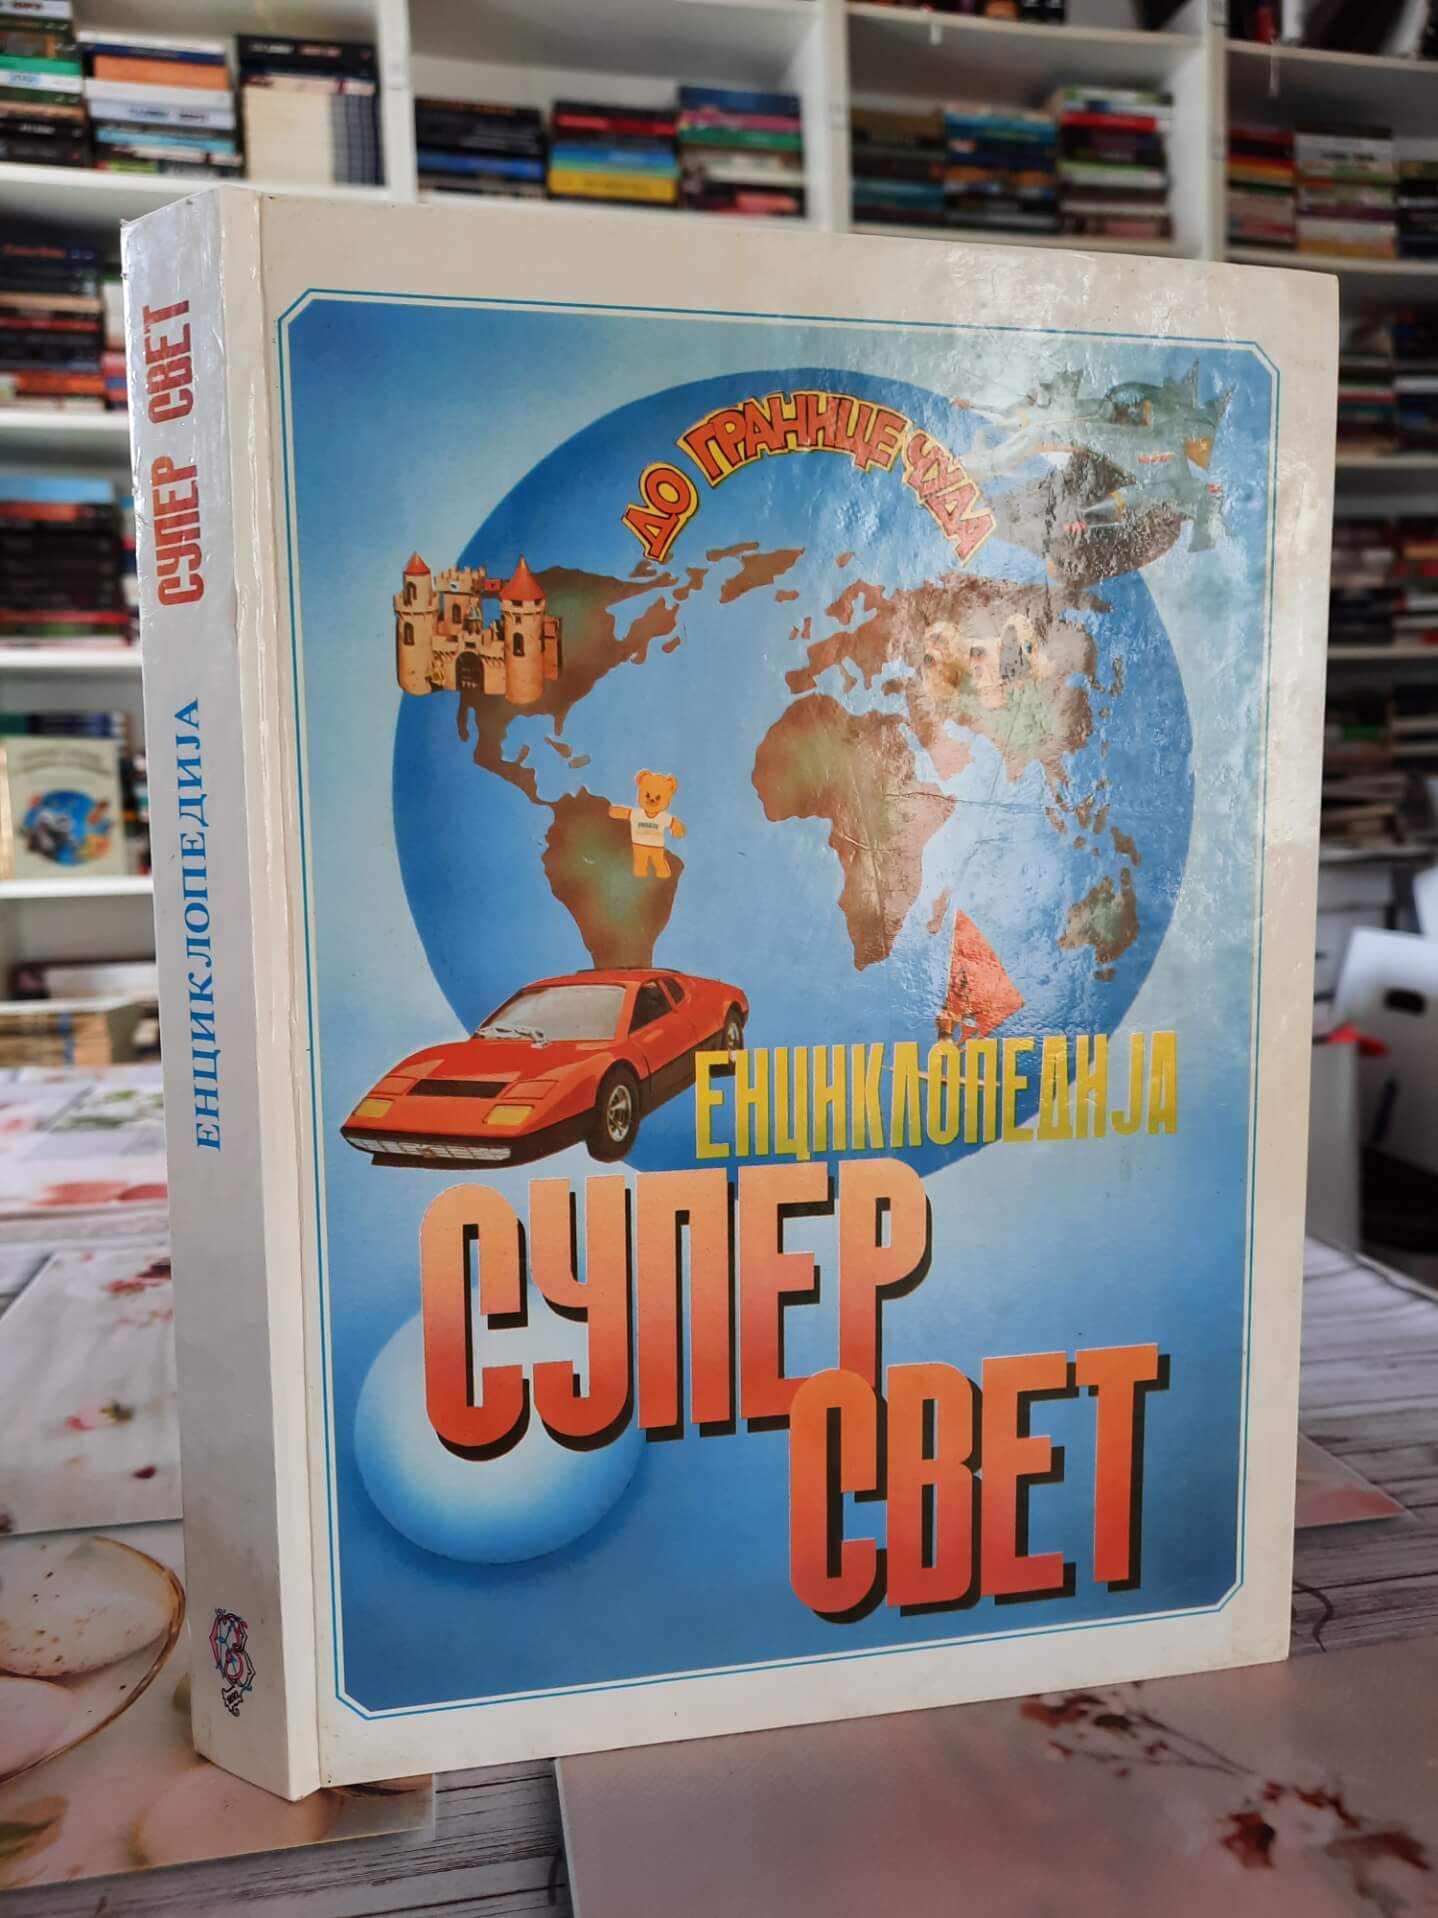 СУПЕР СВЕТ
ЕНЦИКЛОПЕДИЈА
ДО ГРАНИЦЕ ЧУДА
ЕНЦИКЛОПЕДИЈА
СУПЕР
СВЕТ